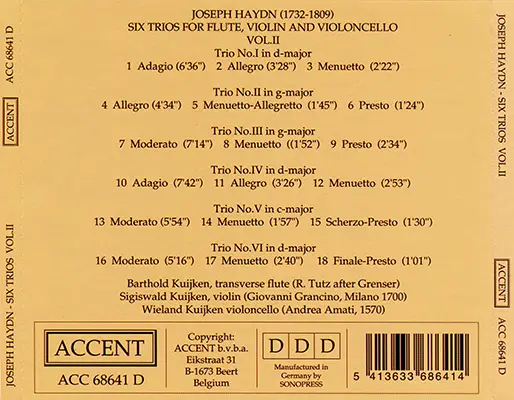 JOSEPH HAYDN (1732-1809)
SIX TRIOS FOR FLUTE, VIOLIN AND VIOLONCELLO
VOL.II
Trio No.I in d-major
1 Adagio (6'36") 2 Allegro (3'28") 3 Menuetto (2'22")
Trio No.II in g-major
4 Allegro (4'34") 5 Menuetto-Allegretto (1'45") 6 Presto (1'24")
Trio No.III in g-major
7 Moderato (7'14") 8 Menuetto ((1'52") 9 Presto (2'34")
Trio No.IV in d-major
10 Adagio (7'42") 11 Allegro (3'26") 12 Menuetto (2'53")
Trio No.V in c-major
13 Moderato (5'54") 14 Menuetto (1'57") 15 Scherzo-Presto (1'30")
Trio No.VI in d-major
16 Moderato (5'16") 17 Menuetto (2'40") 18 Finale-Presto (1'01")
Barthold Kuijken, transverse flute (R. Tutz after Grenser)
Sigiswald Kuijken, violin (Giovanni Grancino, Milano 1700)
Wieland Kuijken violoncello (Andrea Amati, 1570)
ACCENT
ACC 68641 D
Copyright:
ACCENT b.v.b.a.
Eikstraat 31
B-1673 Beert
Belgium
D D D
Manufactured in
Germany by
SONOPRESS
5 413633 686414
ACC 68641 D
ACCENT
JOSEPH HAYDN - SIX TRIOS VOL.II
JOSEPH HAYDN - SIX TRIOS VOL.II
ACCENT
ACC 68641 D